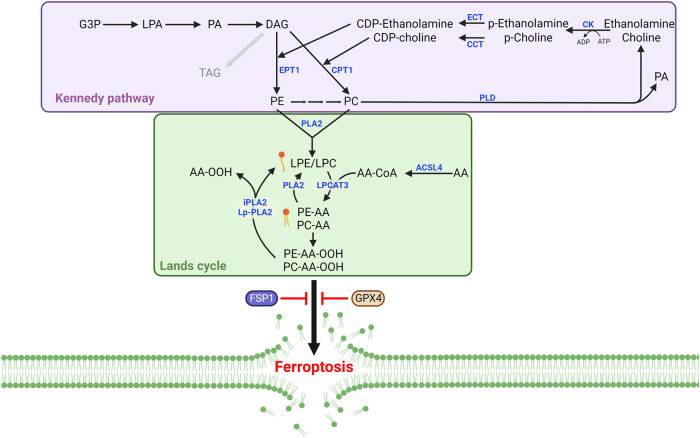 G3P LPA PA DAG CDP-Ethanolamine ECT p-Ethanolamine CK Ethanolamine
CDP-choline CCT p-Choline ADP ATP Choline
TAG EPT1 CPT1 PA
Kennedy pathway PE PC PLD
PLA2
LPE/LPC
AA-OOH PLA2 LPCAT3 AA-CoA ACSL4 AA
iPLA2
Lp-PLA2
PE-AA
PC-AA
PE-AA-OOH
PC-AA-OOH
Lands cycle
FSP1 GPX4
Ferroptosis